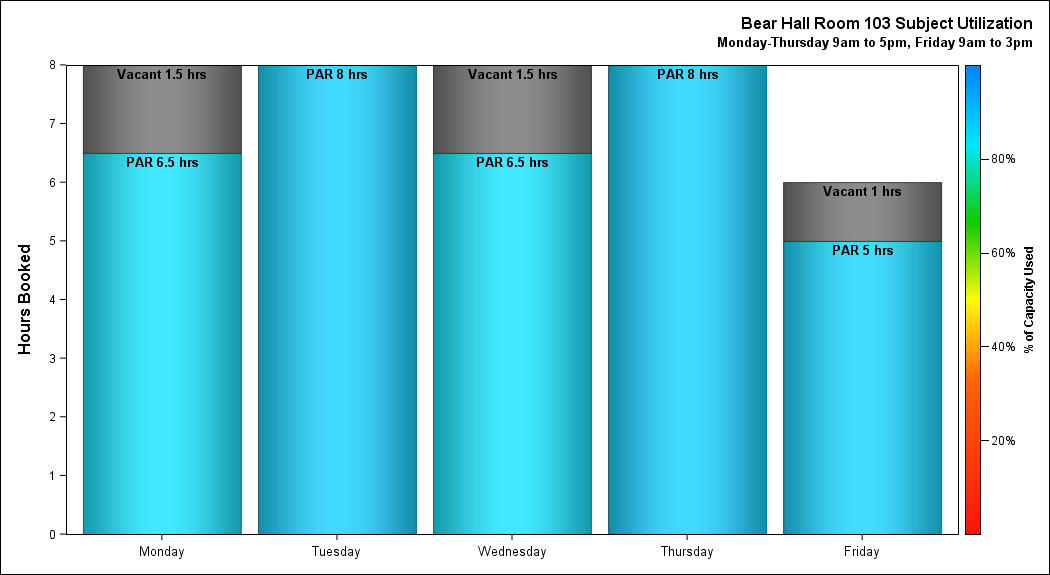 Bear Hall Room 103 Subject Utilization
Monday-Thursday 9am to 5pm, Friday 9am to 3pm
Hours Booked
8
7
6
5
4
3
2
1
0
Vacant 1.5 hrs
PAR 6.5 hrs
PAR 8 hrs
Vacant 1.5 hrs
PAR 6.5 hrs
PAR 8 hrs
Vacant 1 hrs
PAR 5 hrs
Monday
Tuesday
Wednesday
Thursday
Friday
80%
60%
40%
20%
% of Capacity Used